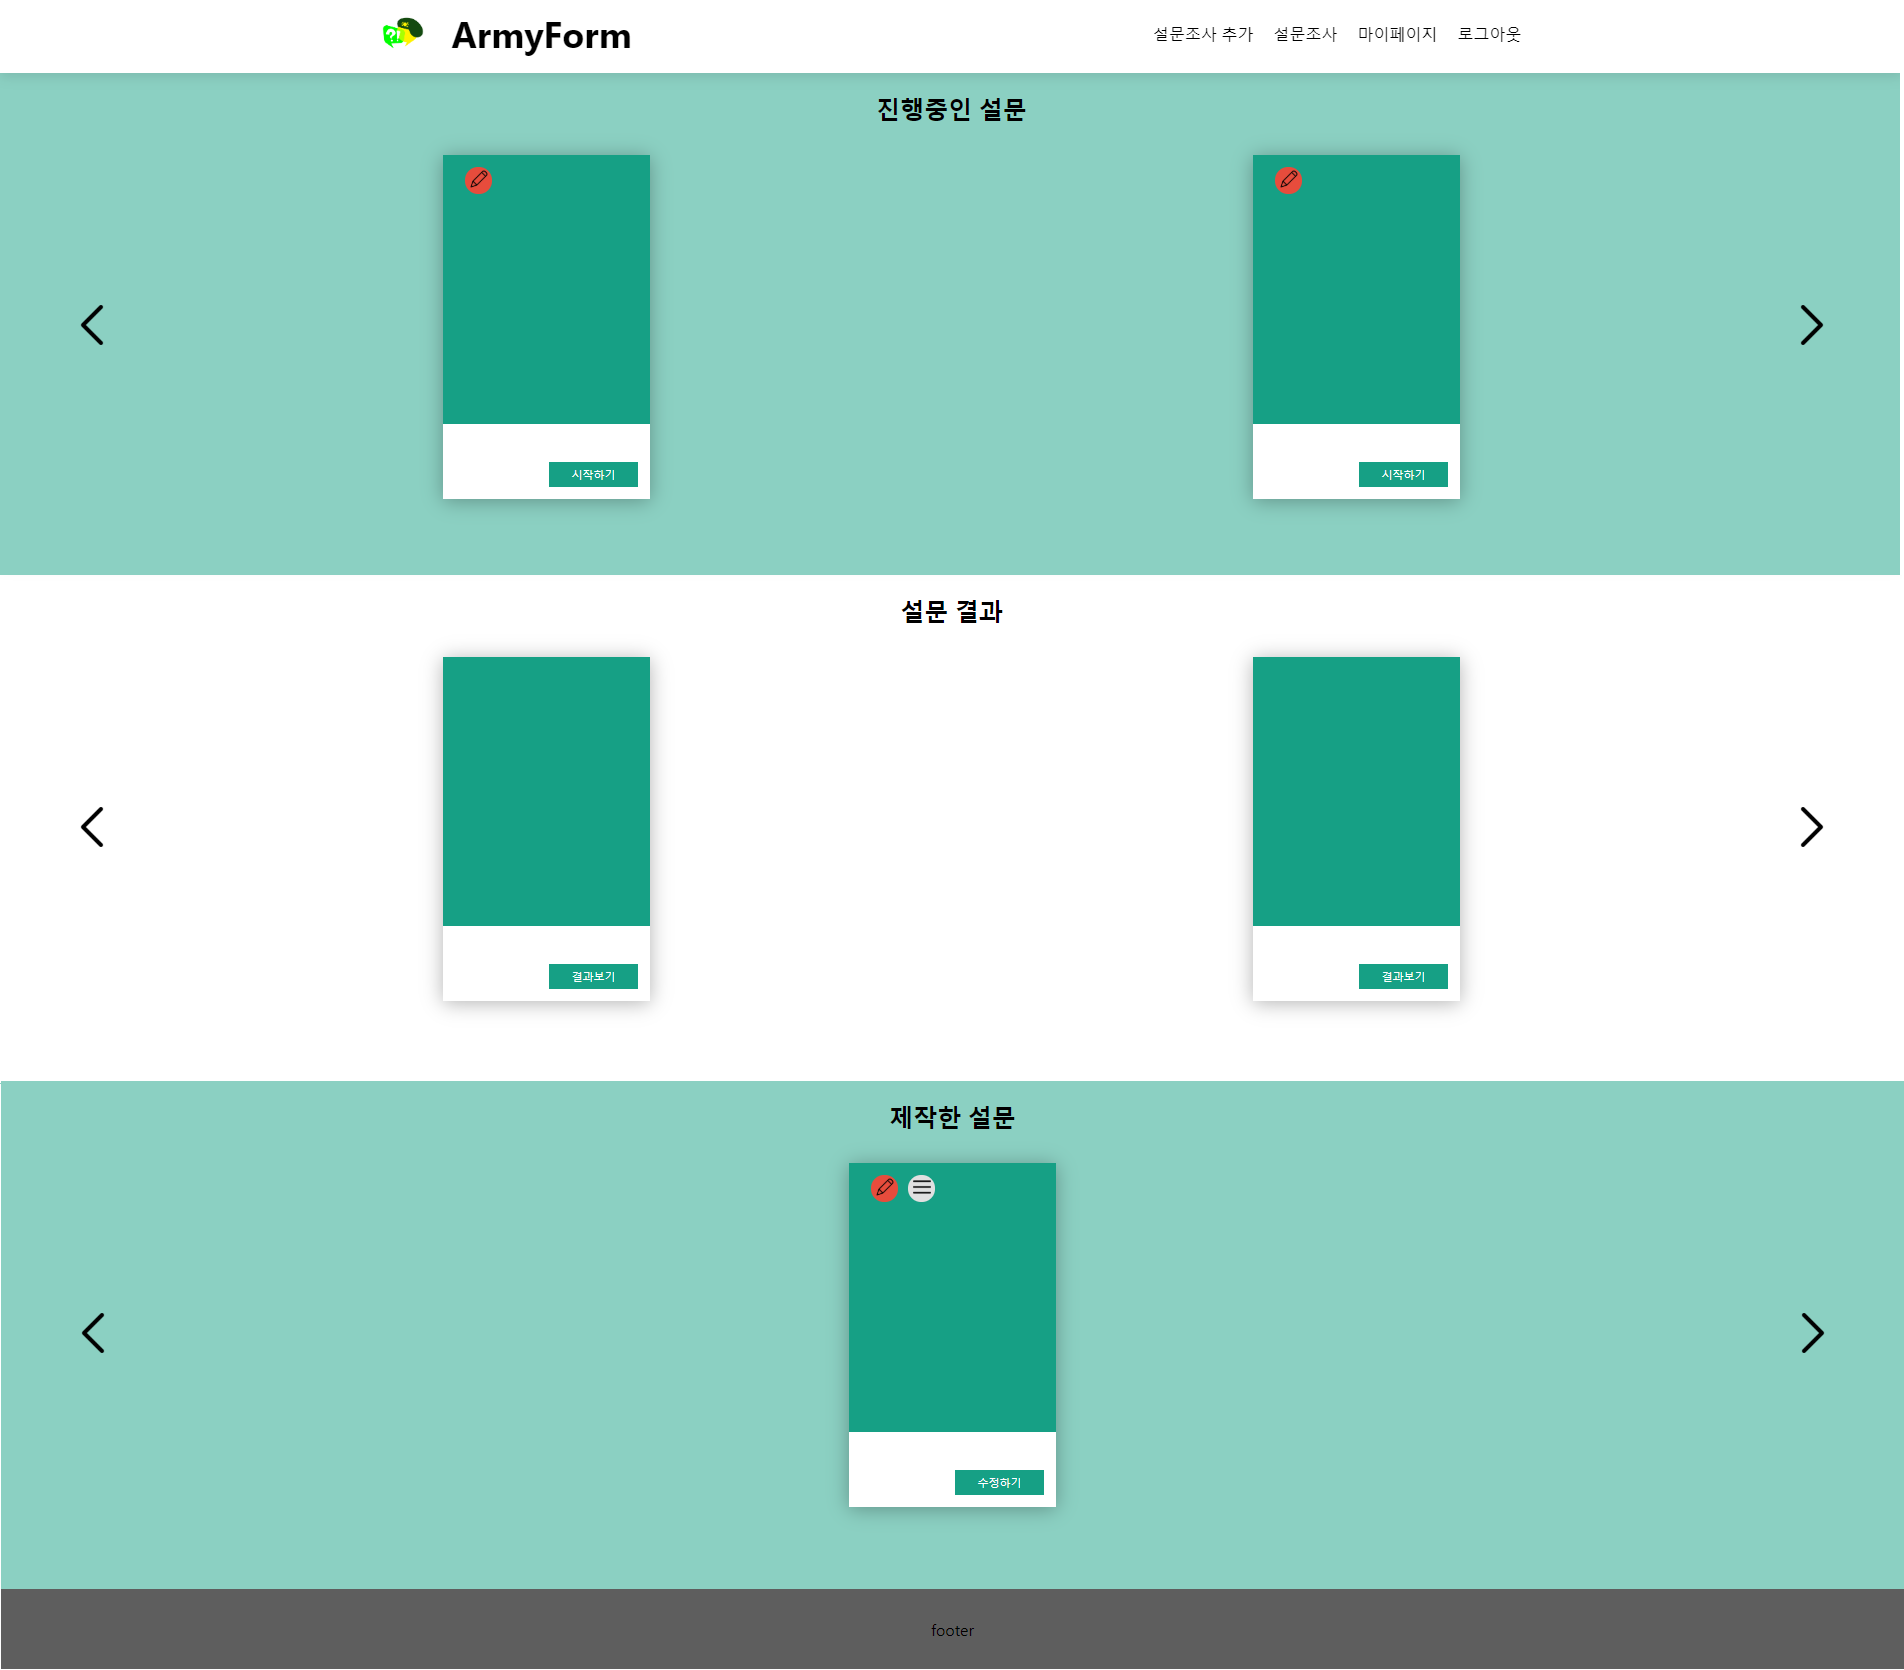 ArmyForm
설문조사 추가 설문조사 마이페이지 로그아웃
진행중인 설문
시작하기 시작하기
설문 결과
결과보기 결과보기
제작한 설문
수정하기
footer